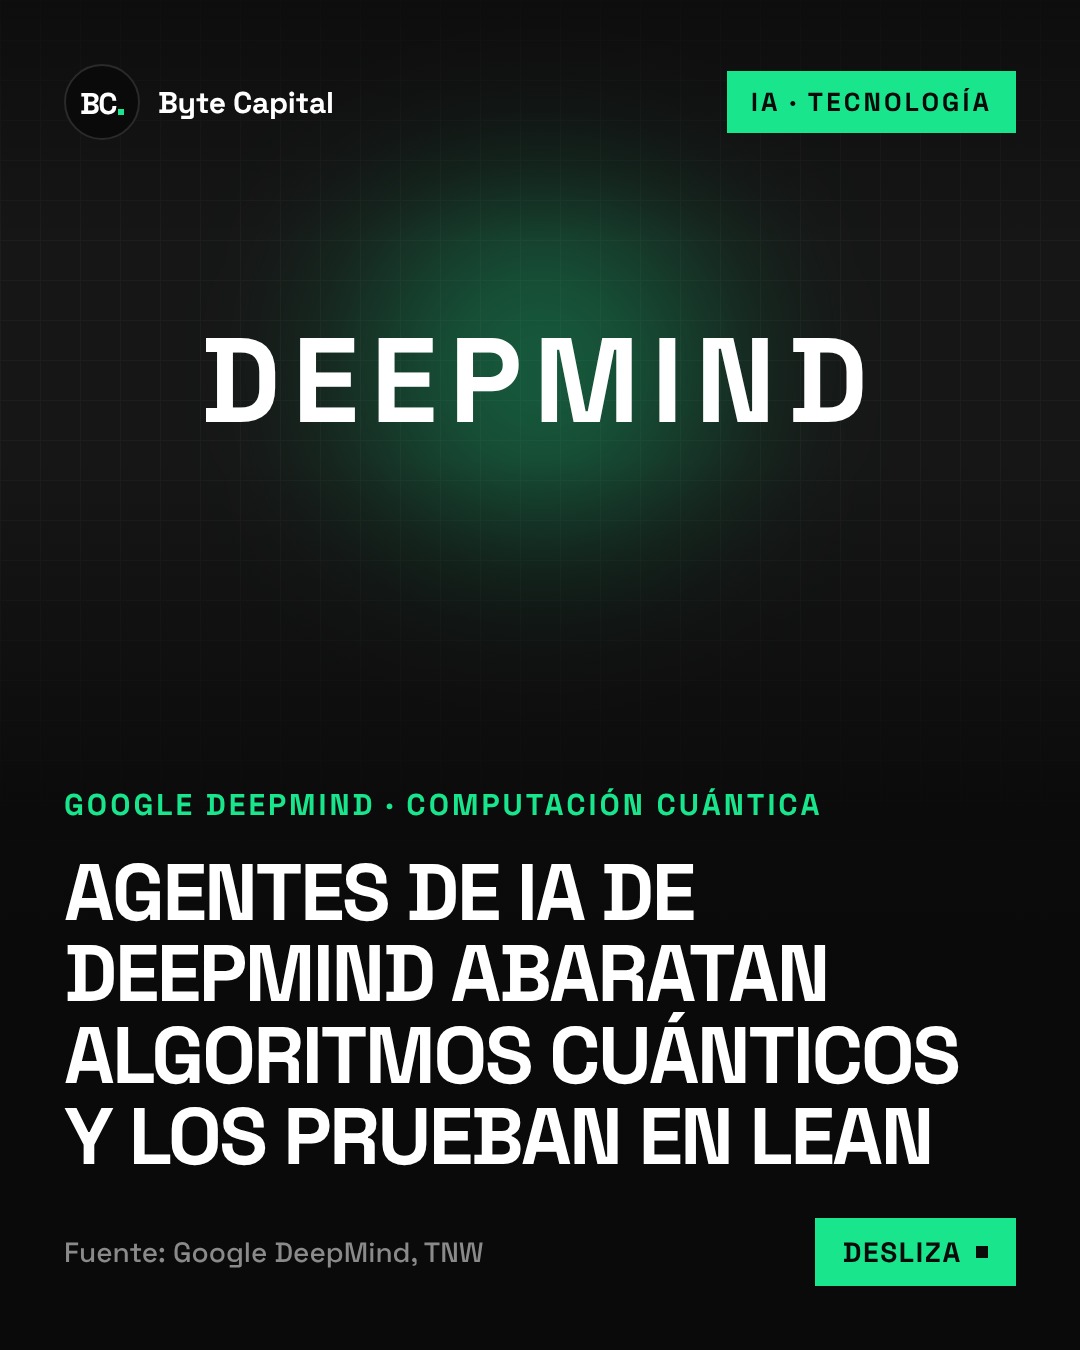 BC.
Byte Capital
IA · TECNOLOGÍA
DEEPMIND
GOOGLE DEEPMIND · COMPUTACIÓN CUÁNTICA
AGENTES DE IA DE
DEEPMIND ABARATAN
ALGORITMOS CUÁNTICOS
Y LOS PRUEBAN EN LEAN
Fuente: Google DeepMind, TNW
DESLIZA